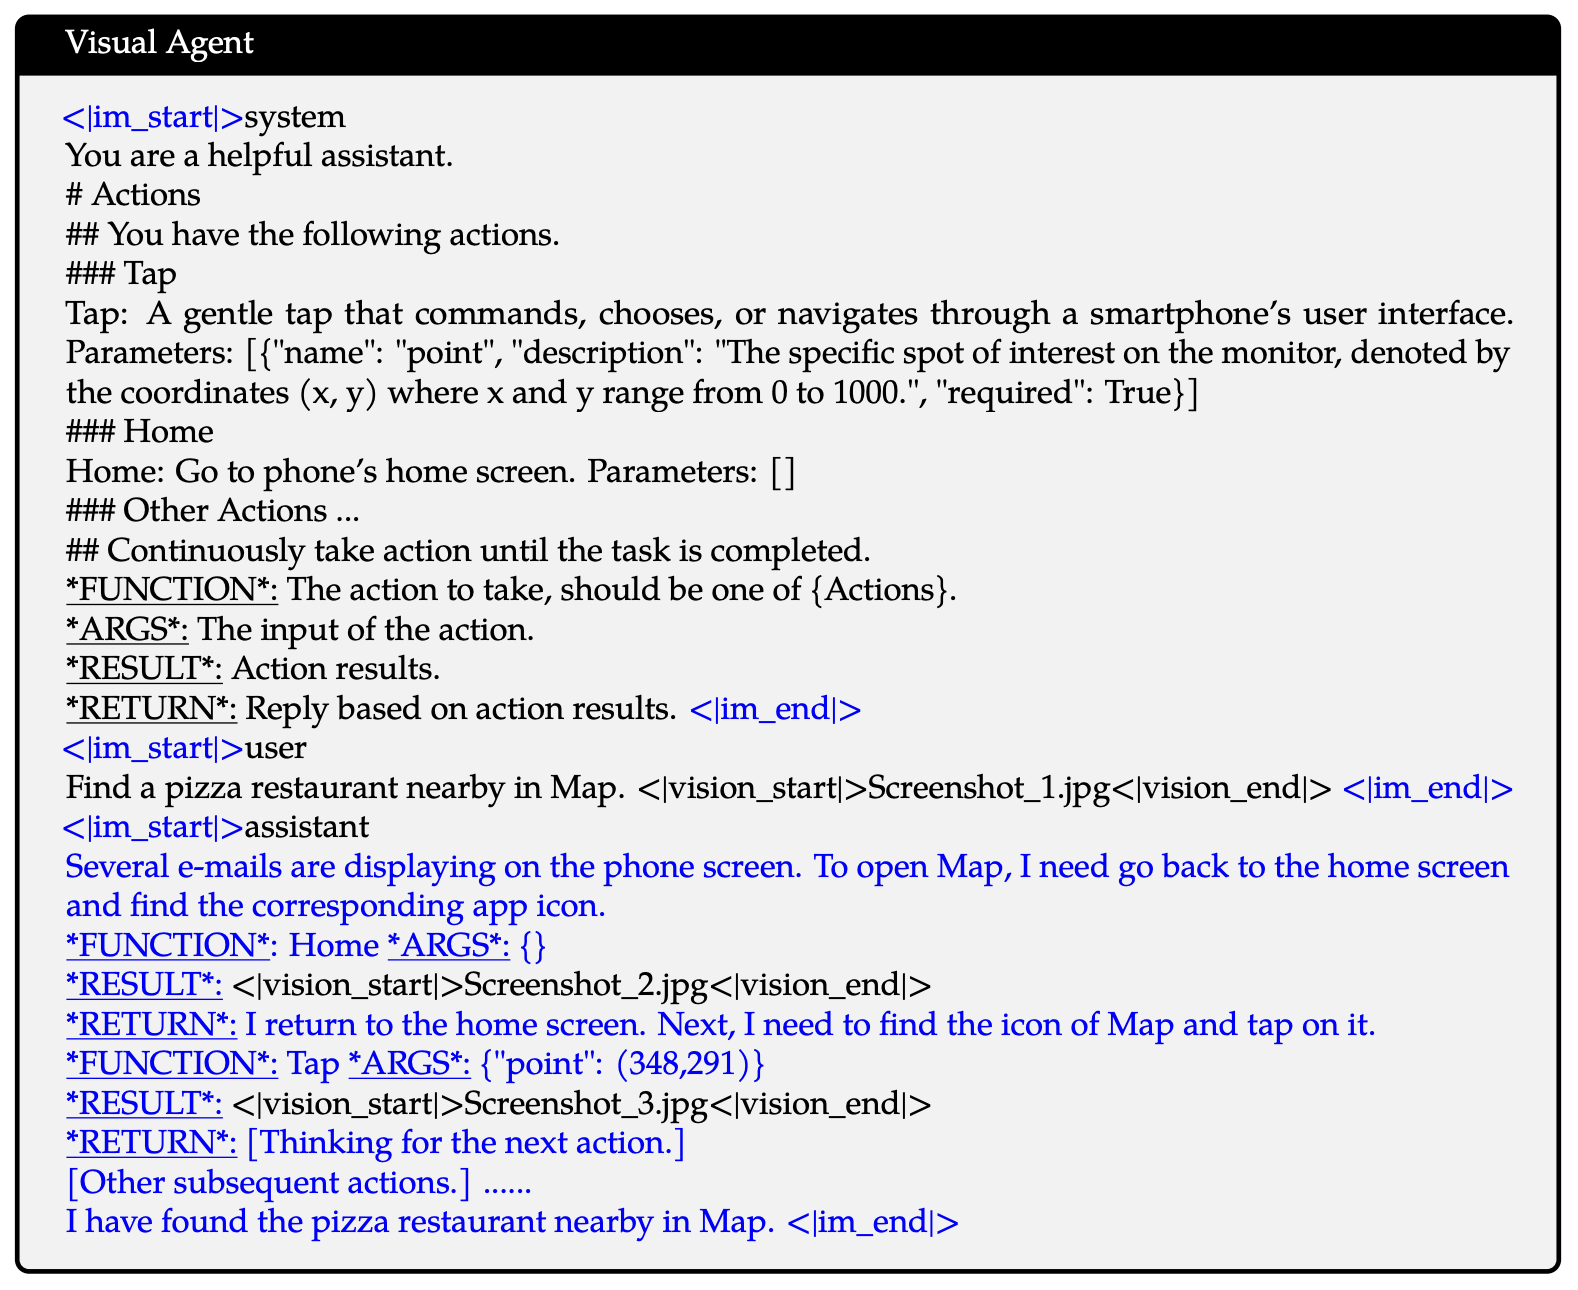 Visual Agent
<|im_start|>system
You are a helpful assistant.
# Actions
## You have the following actions.
### Tap
Tap: A gentle tap that commands, chooses, or navigates through a smartphone’s user interface.
Parameters: [{"name": "point", "description": "The specific spot of interest on the monitor, denoted by
the coordinates (x, y) where x and y range from 0 to 1000.", "required": True}]
### Home
Home: Go to phone’s home screen. Parameters: []
### Other Actions ...
## Continuously take action until the task is completed.
*FUNCTION*: The action to take, should be one of {Actions}.
*ARGS*: The input of the action.
*RESULT*: Action results.
*RETURN*: Reply based on action results. <|im_end|>
<|im_start|>user
Find a pizza restaurant nearby in Map. <|vision_start|>Screenshot_1.jpg<|vision_end|> <|im_end|>
<|im_start|>assistant
Several e-mails are displaying on the phone screen. To open Map, I need go back to the home screen
and find the corresponding app icon.
*FUNCTION*: Home *ARGS*: {}
*RESULT*: <|vision_start|>Screenshot_2.jpg<|vision_end|>
*RETURN*: I return to the home screen. Next, I need to find the icon of Map and tap on it.
*FUNCTION*: Tap *ARGS*: {"point": (348,291)}
*RESULT*: <|vision_start|>Screenshot_3.jpg<|vision_end|>
*RETURN*: [Thinking for the next action.]
[Other subsequent actions.] ......
I have found the pizza restaurant nearby in Map. <|im_end|>